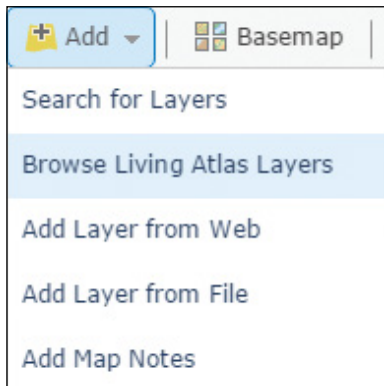 Add Basemap
Search for Layers
Browse Living Atlas Layers
Add Layer from Web
Add Layer from File
Add Map Notes